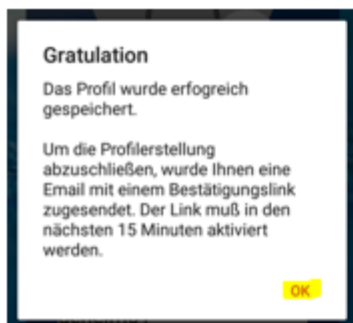 Gratulation
Das Profil wurde erfogreich
gespeichert.
Um die Profilerstellung
abzuschließen, wurde Ihnen eine
Email mit einem Bestätigungslink
zugesendet. Der Link muß in den
nächsten 15 Minuten aktiviert
werden.
OK